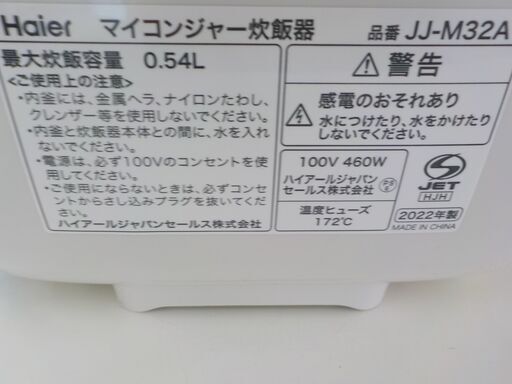 Haier マイコンジャー炊飯器 品番 JJ-M32A
最大炊飯容量 0.54L
<ご使用上の注意>
・内釜には、金属ヘラ、ナイロンたわし、
クレンザー等を使用しないでください。
・内釜と炊飯器本体との間に、水を入れ
ないでください。
・電源は、必ず100Vのコンセントを使
用してください。
・ご使用にならないときは、必ずコンセ
ントからさし込みプラグを抜いてください。
ハイアールジャパンセールス株式会社
警告
感電のおそれあり
水につけたり、水をかけたり
しないでください。
100V 460W
ハイアールジャパン
セールス株式会社
温度ヒューズ
172℃
S
JET
HJH
2022年製
MADE IN CHINA